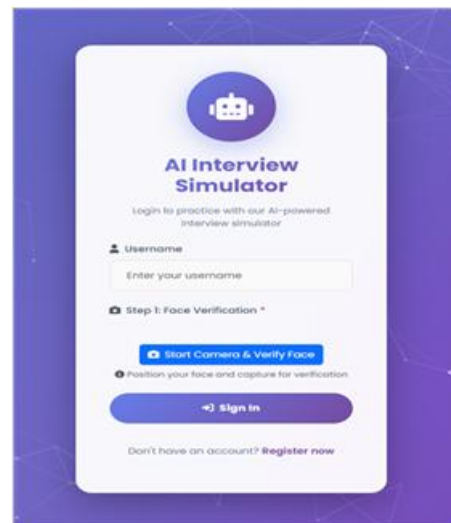 AI Interview
Simulator
Login to practice with our AI-powered
interview simulator
Username
Enter your username
Step 1: Face Verification *
Start Camera & Verify Face
Position your face and capture for verification
Sign In
Don't have an account? Register now